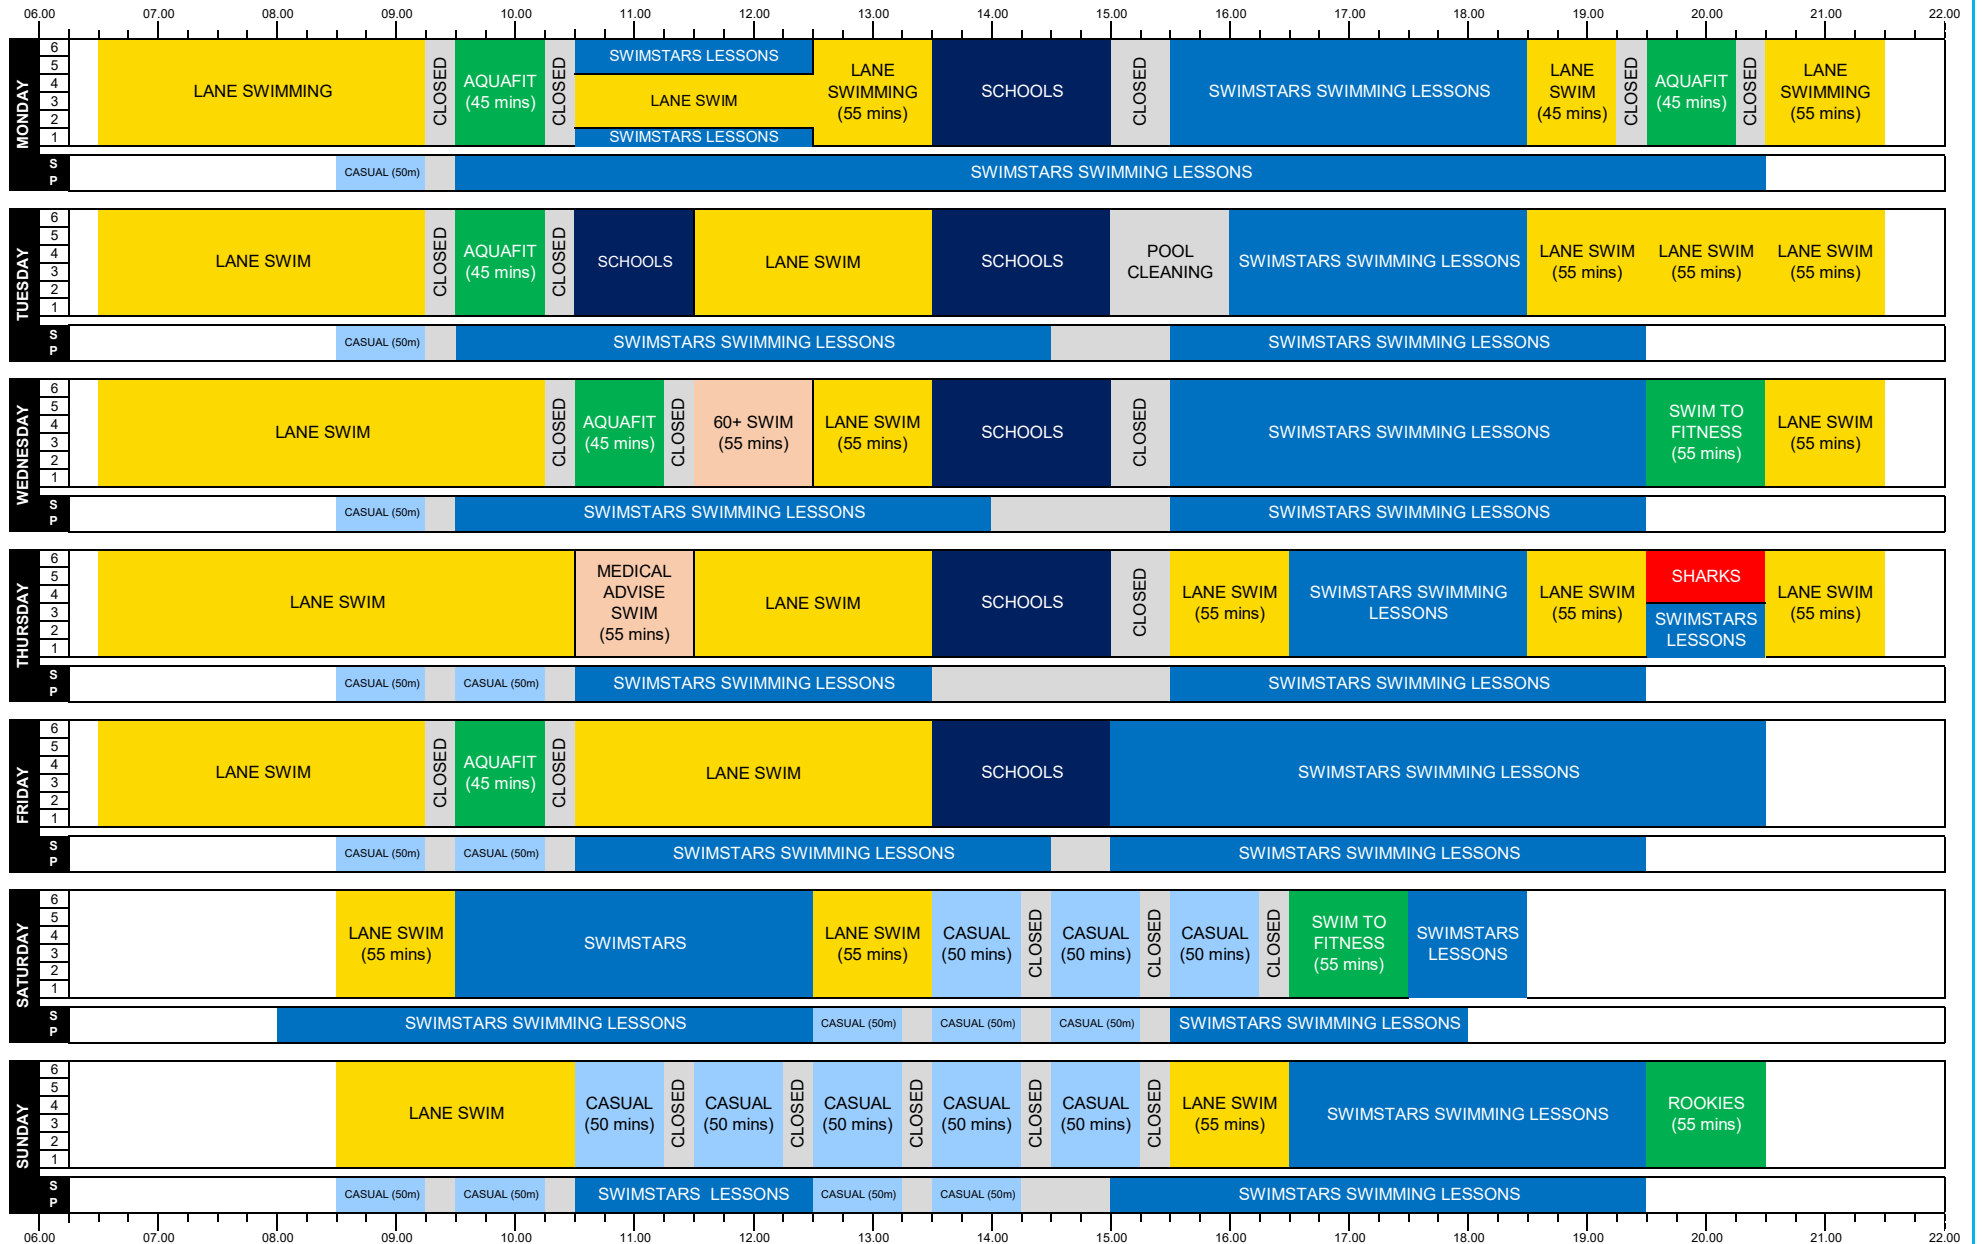 06.00 07.00 08.00 09.00 10.00 11.00 12.00 13.00 14.00 15.00 16.00 17.00 18.00 19.00 20.00 21.00 22.00
MONDAY
6
5
4
3
2
1
LANE SWIMMING
CLOSED
AQUAFIT
(45 mins)
CLOSED
SWIMSTARS LESSONS
LANE SWIM
SWIMSTARS LESSONS
LANE
SWIMMING
(55 mins)
SCHOOLS
CLOSED
SWIMSTARS SWIMMING LESSONS
LANE
SWIM
(45 mins)
CLOSED
AQUAFIT
(45 mins)
CLOSED
LANE
SWIMMING
(55 mins)
S
P
CASUAL (50m)
SWIMSTARS SWIMMING LESSONS
TUESDAY
6
5
4
3
2
1
LANE SWIM
CLOSED
AQUAFIT
(45 mins)
CLOSED
SCHOOLS
LANE SWIM
SCHOOLS
POOL
CLEANING
SWIMSTARS SWIMMING LESSONS
LANE SWIM
(55 mins)
LANE SWIM
(55 mins)
LANE SWIM
(55 mins)
S
P
CASUAL (50m)
SWIMSTARS SWIMMING LESSONS
SWIMSTARS SWIMMING LESSONS
WEDNESDAY
6
5
4
3
2
1
LANE SWIM
CLOSED
AQUAFIT
(45 mins)
CLOSED
60+ SWIM
(55 mins)
LANE SWIM
(55 mins)
SCHOOLS
CLOSED
SWIMSTARS SWIMMING LESSONS
SWIM TO
FITNESS
(55 mins)
LANE SWIM
(55 mins)
S
P
CASUAL (50m)
SWIMSTARS SWIMMING LESSONS
SWIMSTARS SWIMMING LESSONS
THURSDAY
6
5
4
3
2
1
LANE SWIM
MEDICAL
ADVISE
SWIM
(55 mins)
LANE SWIM
SCHOOLS
CLOSED
LANE SWIM
(55 mins)
SWIMSTARS SWIMMING
LESSONS
LANE SWIM
(55 mins)
SHARKS
SWIMSTARS
LESSONS
LANE SWIM
(55 mins)
S
P
CASUAL (50m)
CASUAL (50m)
SWIMSTARS SWIMMING LESSONS
SWIMSTARS SWIMMING LESSONS
FRIDAY
6
5
4
3
2
1
LANE SWIM
CLOSED
AQUAFIT
(45 mins)
CLOSED
LANE SWIM
SCHOOLS
SWIMSTARS SWIMMING LESSONS
S
P
CASUAL (50m)
CASUAL (50m)
SWIMSTARS SWIMMING LESSONS
SWIMSTARS SWIMMING LESSONS
SATURDAY
6
5
4
3
2
1
LANE SWIM
(55 mins)
SWIMSTARS
LANE SWIM
(55 mins)
CASUAL
(50 mins)
CLOSED
CASUAL
(50 mins)
CLOSED
CASUAL
(50 mins)
CLOSED
SWIM TO
FITNESS
(55 mins)
SWIMSTARS
LESSONS
S
P
SWIMSTARS SWIMMING LESSONS
CASUAL (50m)
CASUAL (50m)
CASUAL (50m)
SWIMSTARS SWIMMING LESSONS
SUNDAY
6
5
4
3
2
1
LANE SWIM
CASUAL
(50 mins)
CLOSED
CASUAL
(50 mins)
CLOSED
CASUAL
(50 mins)
CLOSED
CASUAL
(50 mins)
CLOSED
CASUAL
(50 mins)
CLOSED
LANE SWIM
(55 mins)
SWIMSTARS SWIMMING LESSONS
ROOKIES
(55 mins)
S
P
CASUAL (50m)
CASUAL (50m)
SWIMSTARS LESSONS
CASUAL (50m)
CASUAL (50m)
SWIMSTARS SWIMMING LESSONS
06.00 07.00 08.00 09.00 10.00 11.00 12.00 13.00 14.00 15.00 16.00 17.00 18.00 19.00 20.00 21.00 22.00